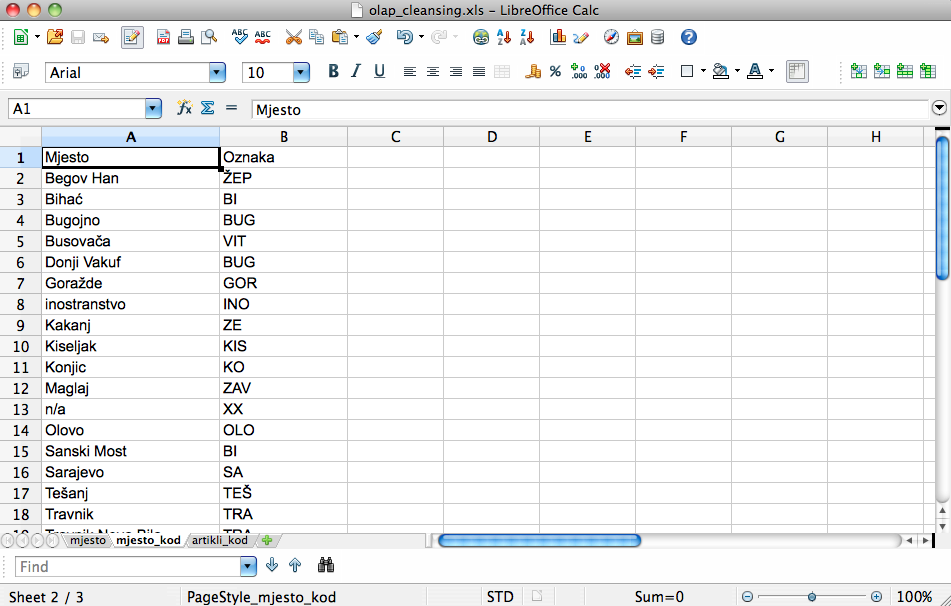 olap_cleansing.xls - LibreOffice Calc
Arial 10 B I U
A1 Mjesto
A B C D E F G H
1 Mjesto Oznaka
2 Begov Han ŽEP
3 Bihać BI
4 Bugojno BUG
5 Busovača VIT
6 Donji Vakuf BUG
7 Goražde GOR
8 inostranstvo INO
9 Kakanj ZE
10 Kiseljak KIS
11 Konjic KO
12 Maglaj ZAV
13 n/a XX
14 Olovo OLO
15 Sanski Most BI
16 Sarajevo SA
17 Tešanj TEŠ
18 Travnik TRA
mjesto mjesto_kod artikli_kod
Find
Sheet 2 / 3 PageStyle_mjesto_kod STD Sum=0 100%